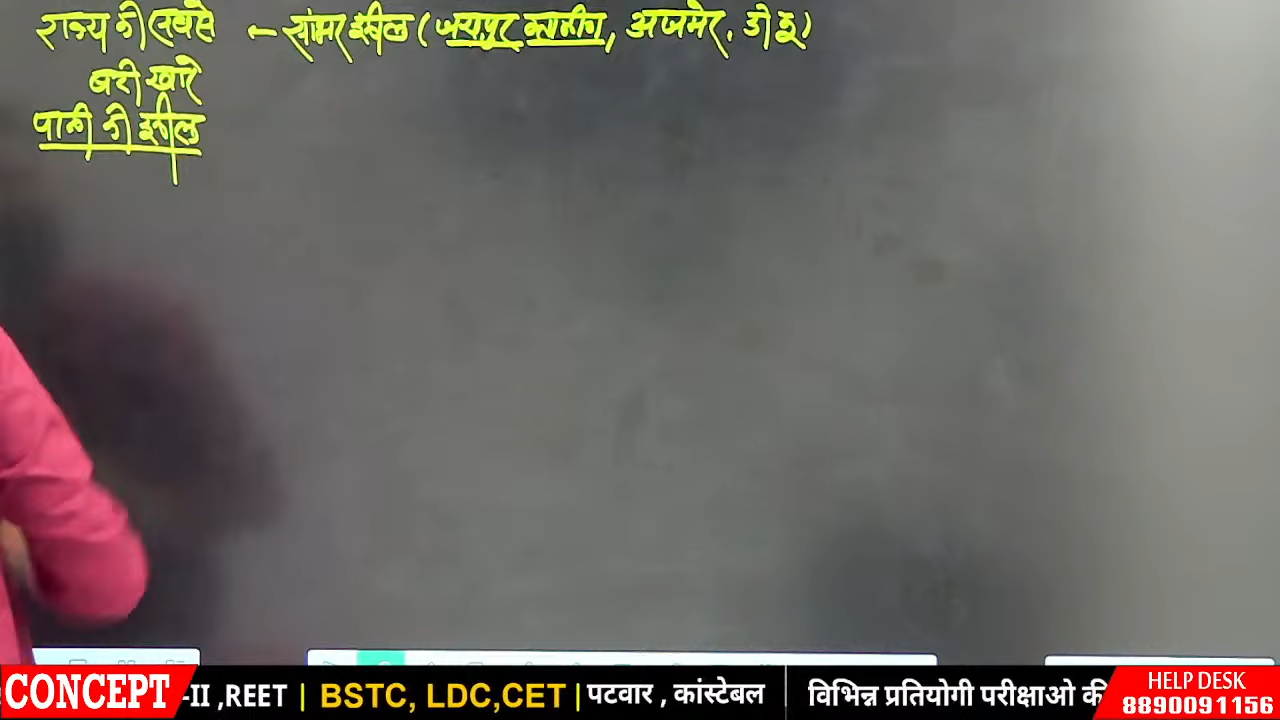 राज्य की सबसे ← सांभर झील (जयपुर ग्रामीण, अजमेर, डीडू)
बड़ी खारे
पानी की झील
CONCEPT -II ,REET | BSTC, LDC,CET | पटवार , कांस्टेबल | विभिन्न प्रतियोगी परीक्षाओ की
HELP DESK
8890091156